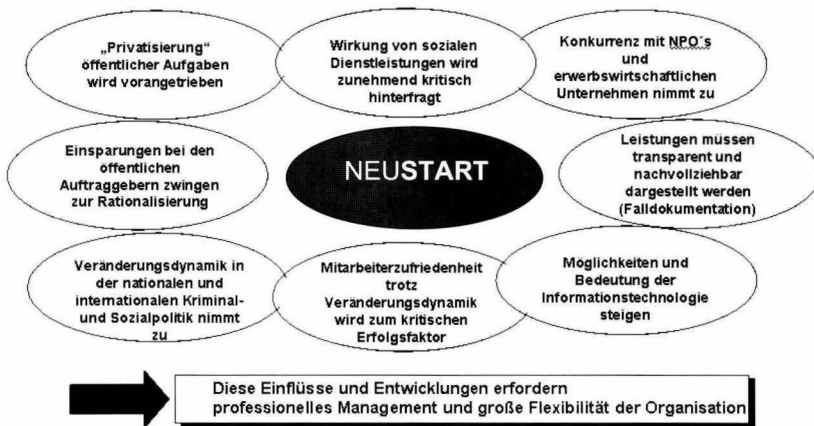 „Privatisierung“
öffentlicher Aufgaben
wird vorangetrieben
Wirkung von sozialen
Dienstleistungen wird
zunehmend kritisch
hinterfragt
Konkurrenz mit NPO´s
und
erwerbswirtschaftlichen
Unternehmen nimmt zu
Einsparungen bei den
öffentlichen
Auftraggebern zwingen
zur Rationalisierung
NEUSTART
Leistungen müssen
transparent und
nachvollziehbar
dargestellt werden
(Falldokumentation)
Veränderungsdynamik in
der nationalen und
internationalen Kriminal-
und Sozialpolitik nimmt
zu
Mitarbeiterzufriedenheit
trotz
Veränderungsdynamik
wird zum kritischen
Erfolgsfaktor
Möglichkeiten und
Bedeutung der
Informationstechnologie
steigen
Diese Einflüsse und Entwicklungen erfordern
professionelles Management und große Flexibilität der Organisation